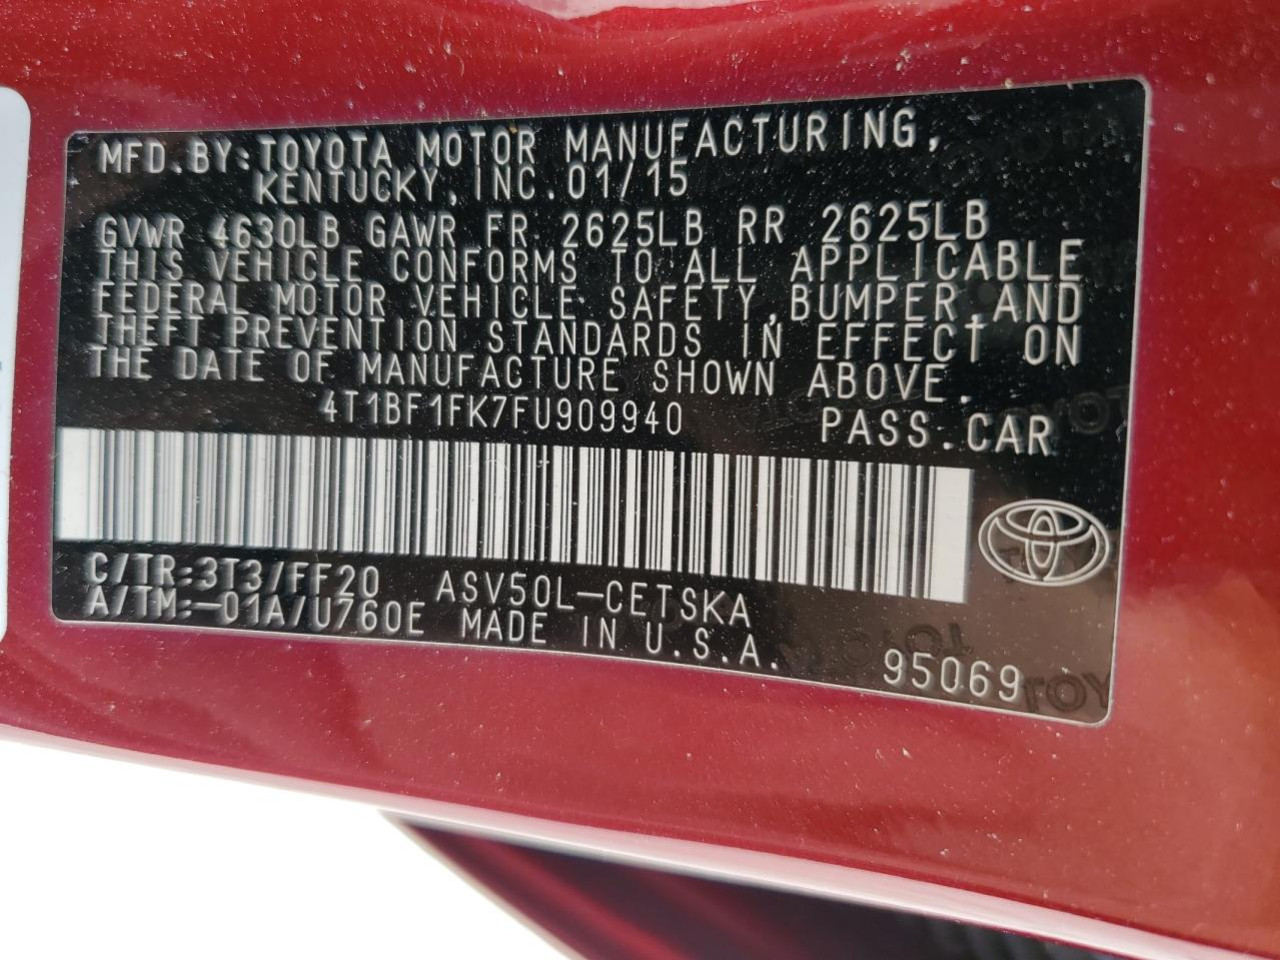 MFD.BY:TOYOTA MOTOR MANUFACTURING,
KENTUCKY, INC.01/15
GVWR 4630LB GAWR FR 2625LB RR 2625LB
THIS VEHICLE CONFORMS TO ALL APPLICABLE
FEDERAL MOTOR VEHICLE SAFETY,BUMPER,AND
THEFT PREVENTION STANDARDS IN EFFECT ON
THE DATE OF MANUFACTURE SHOWN ABOVE.
4T1BF1FK7FU909940 PASS.CAR
C/TR:3T3/FF20 ASV50L-CETSKA
A/TM:-01A/U760E MADE IN U.S.A.
95069